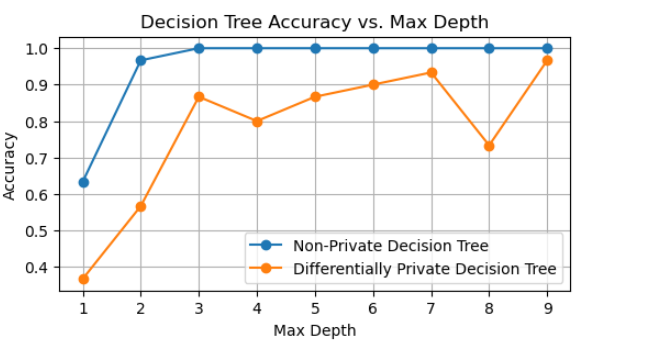 Decision Tree Accuracy vs. Max Depth
1.0
0.9
0.8
0.7
0.6
0.5
0.4
Accuracy
Non-Private Decision Tree
Differentially Private Decision Tree
1 2 3 4 5 6 7 8 9
Max Depth